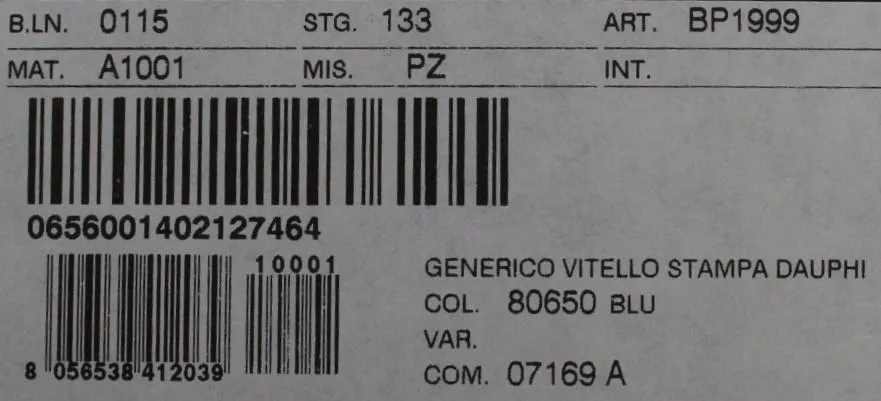 B.LN. 0115 STG. 133 ART. BP1999
MAT. A1001 MIS. PZ INT.
0656001402127464
10001
GENERICO VITELLO STAMPA DAUPHI
COL. 80650 BLU
VAR.
COM. 07169 A
8 056538 412039